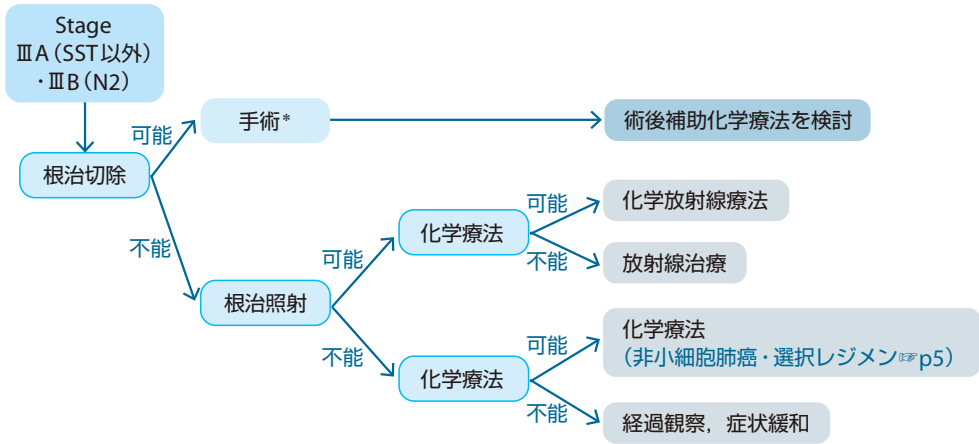 Stage
ⅢA（SST以外）
・ⅢB（N2）
根治切除
可能
手術*
術後補助化学療法を検討
不能
根治照射
可能
化学療法
可能
化学放射線療法
不能
放射線治療
不能
化学療法
可能
化学療法
（非小細胞肺癌・選択レジメン☞p5）
不能
経過観察，症状緩和